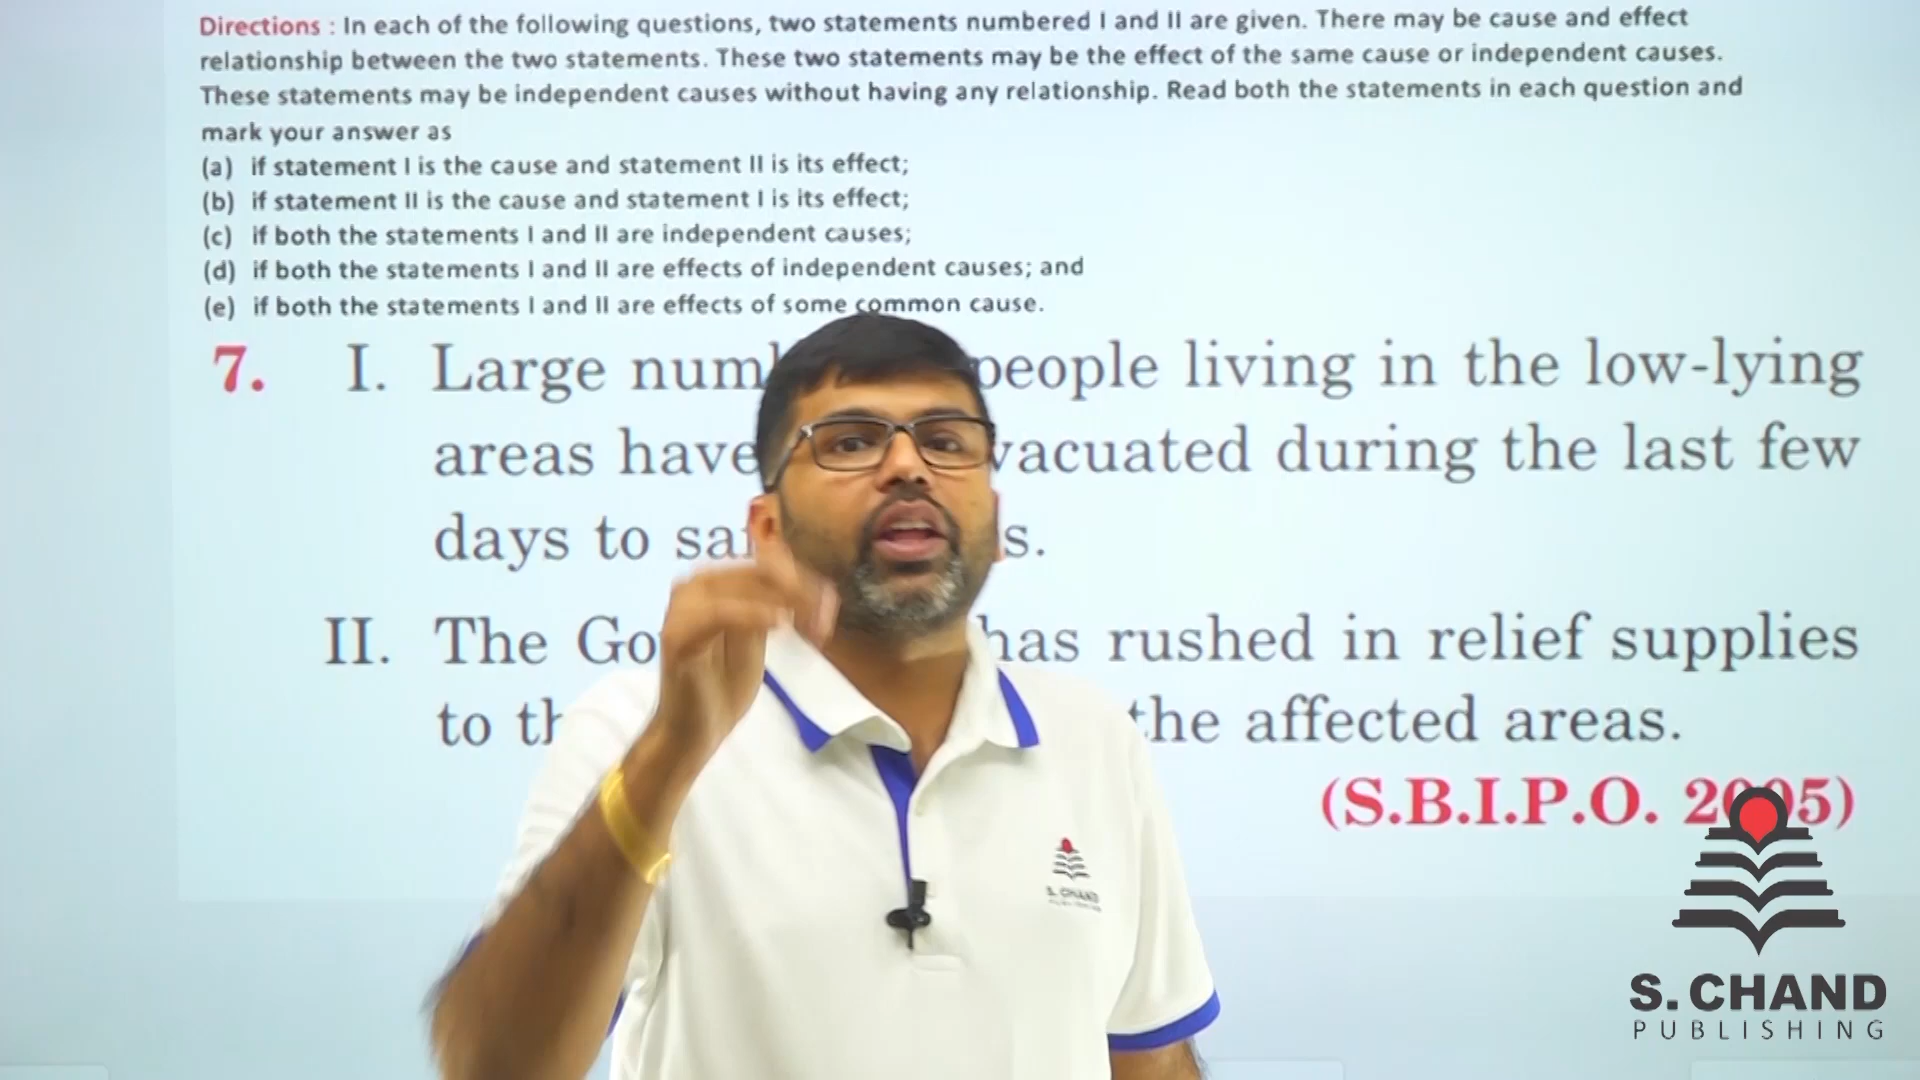 Directions : In each of the following questions, two statements numbered I and II are given. There may be cause and effect
relationship between the two statements. These two statements may be the effect of the same cause or independent causes.
These statements may be independent causes without having any relationship. Read both the statements in each question and
mark your answer as
(a) if statement I is the cause and statement II is its effect;
(b) if statement II is the cause and statement I is its effect;
(c) if both the statements I and II are independent causes;
(d) if both the statements I and II are effects of independent causes; and
(e) if both the statements I and II are effects of some common cause.
7. I. Large people living in the low-lying
areas have during the last few
days to
II. The has rushed in relief supplies
to the affected areas.
(S.B.I.P.O. 2005)
S. CHAND
PUBLISHING
S. CHAND